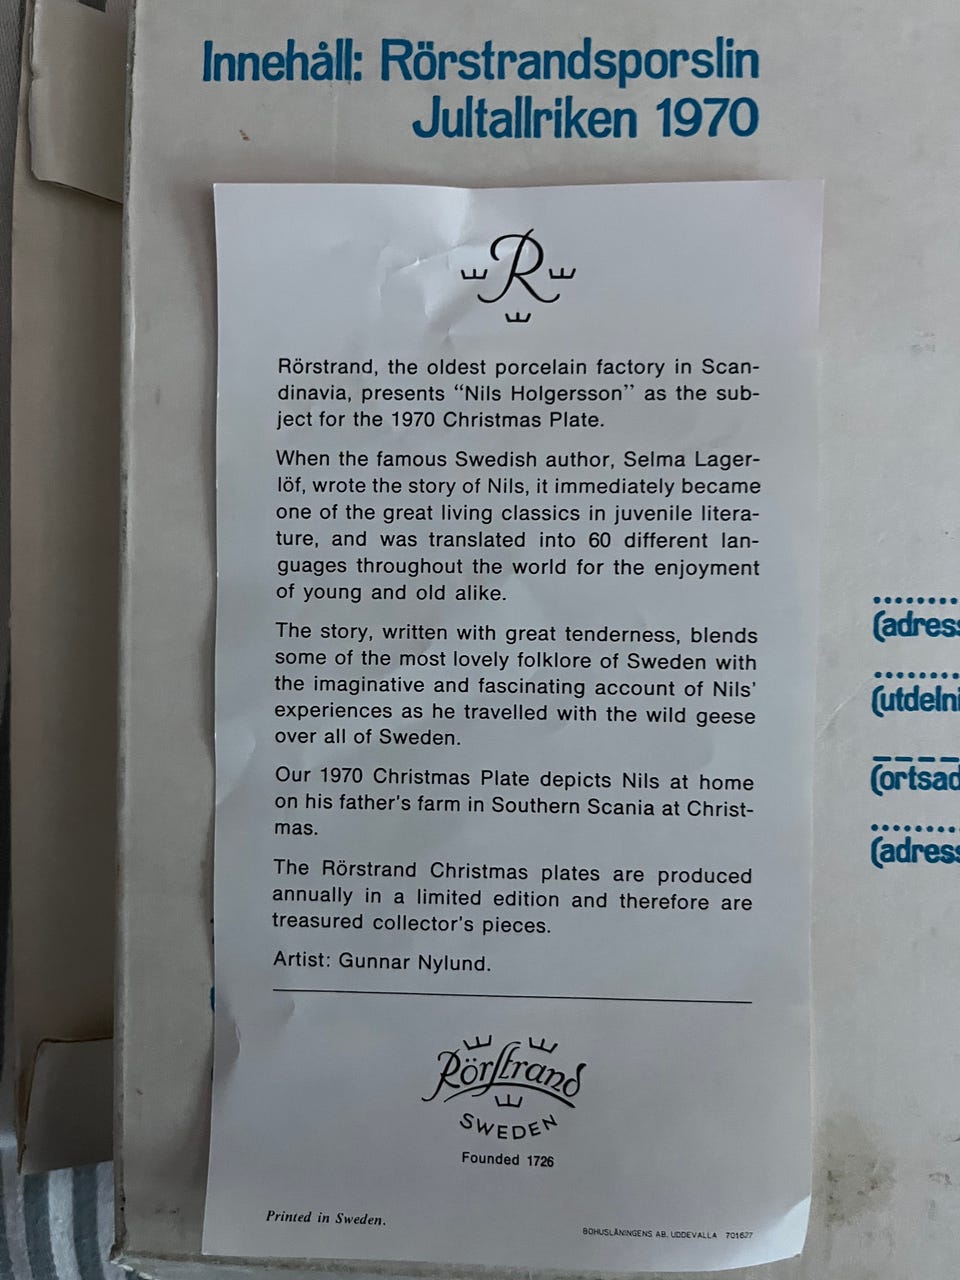 Innehåll: Rörstrandsporslin
Jultallriken 1970
R
Rörstrand, the oldest porcelain factory in Scan-
dinavia, presents “Nils Holgersson” as the sub-
ject for the 1970 Christmas Plate.
When the famous Swedish author, Selma Lager-
löf, wrote the story of Nils, it immediately became
one of the great living classics in juvenile litera-
ture, and was translated into 60 different lan-
guages throughout the world for the enjoyment
of young and old alike.
The story, written with great tenderness, blends
some of the most lovely folklore of Sweden with
the imaginative and fascinating account of Nils’
experiences as he travelled with the wild geese
over all of Sweden.
Our 1970 Christmas Plate depicts Nils at home
on his father’s farm in Southern Scania at Christ-
mas.
The Rörstrand Christmas plates are produced
annually in a limited edition and therefore are
treasured collector’s pieces.
Artist: Gunnar Nylund.
Rörstrand
SWEDEN
Founded 1726
Printed in Sweden.
BOHUSLÄNINGENS AB, UDDEVALLA 701627
(adress
(utdelni
(ortsad
(adress